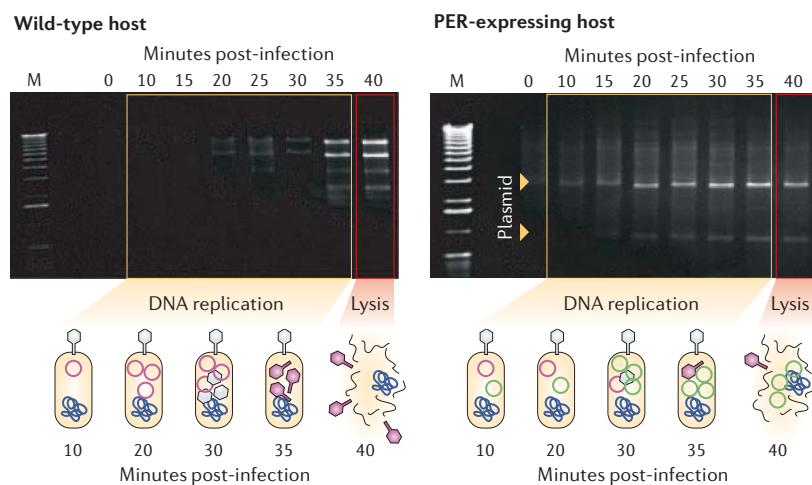 Wild-type host
Minutes post-infection
M 0 10 15 20 25 30 35 40
DNA replication Lysis
10 20 30 35 40
Minutes post-infection
PER-expressing host
Minutes post-infection
M 0 10 15 20 25 30 35 40
Plasmid
DNA replication Lysis
10 20 30 35 40
Minutes post-infection